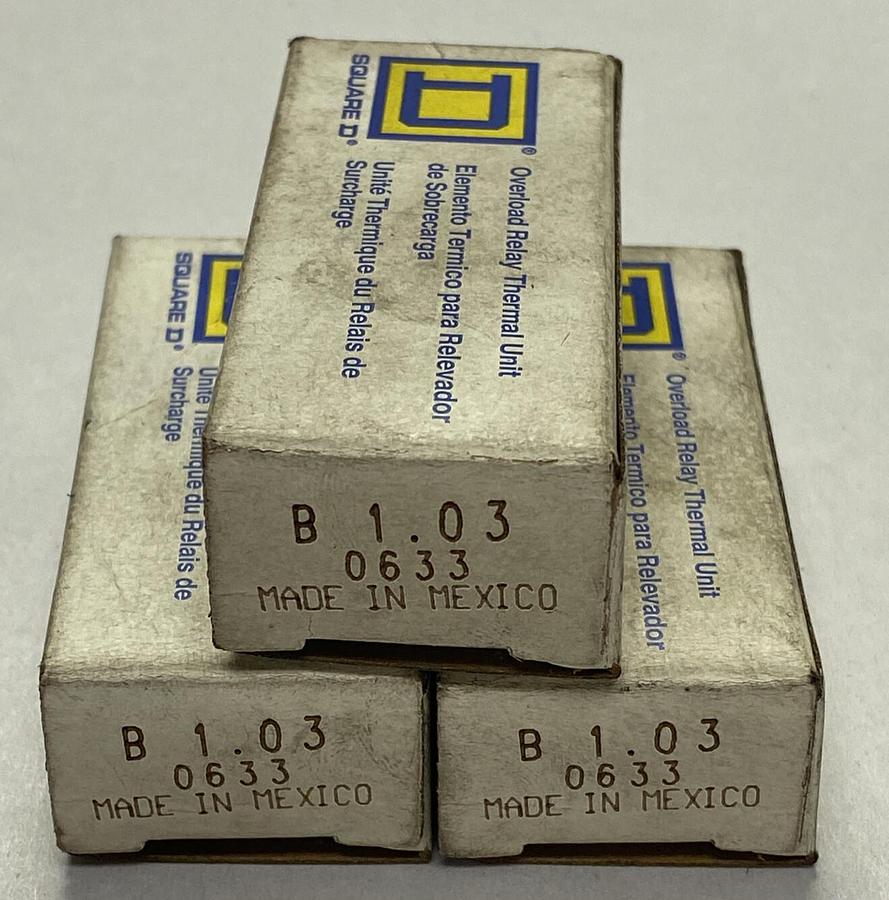 SQUARE D®
®
Overload Relay Thermal Unit
Elemento Termico para Relevador
de Sobrecarga
Unité Thermique du Relais de
Surcharge
B 1.03
0633
MADE IN MEXICO
SQUARE D®
Unité Thermique du Relais de
Surcharge
B 1.03
0633
MADE IN MEXICO
®
Overload Relay Thermal Unit
Elemento Termico para Relevador
B 1.03
0633
MADE IN MEXICO